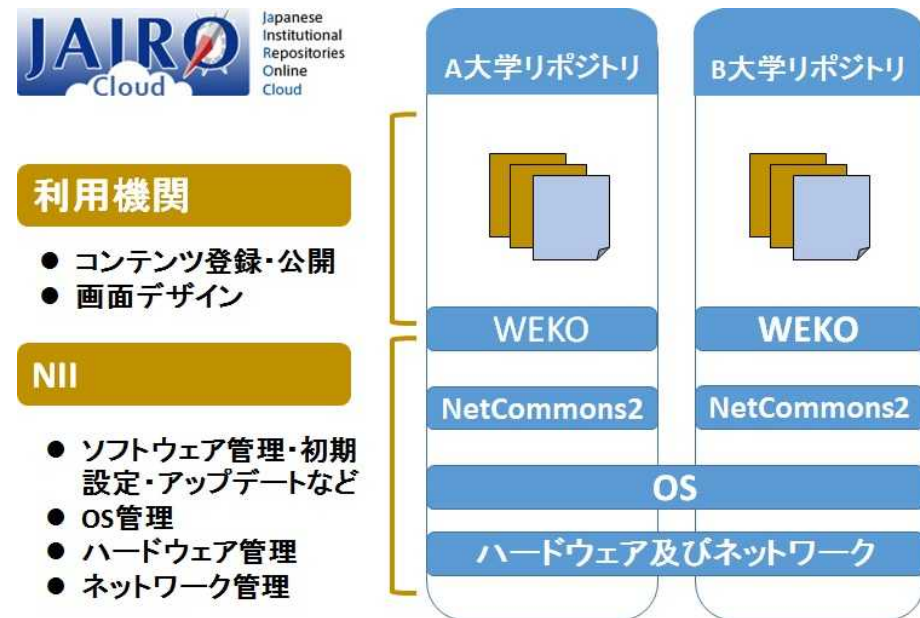 JAIRO
Cloud
Japanese
Institutional
Repositories
Online
Cloud
利用機関
● コンテンツ登録・公開
● 画面デザイン
NII
● ソフトウェア管理・初期
設定・アップデートなど
● OS管理
● ハードウェア管理
● ネットワーク管理
A大学リポジトリ
B大学リポジトリ
WEKO
WEKO
NetCommons2
NetCommons2
OS
ハードウェア及びネットワーク